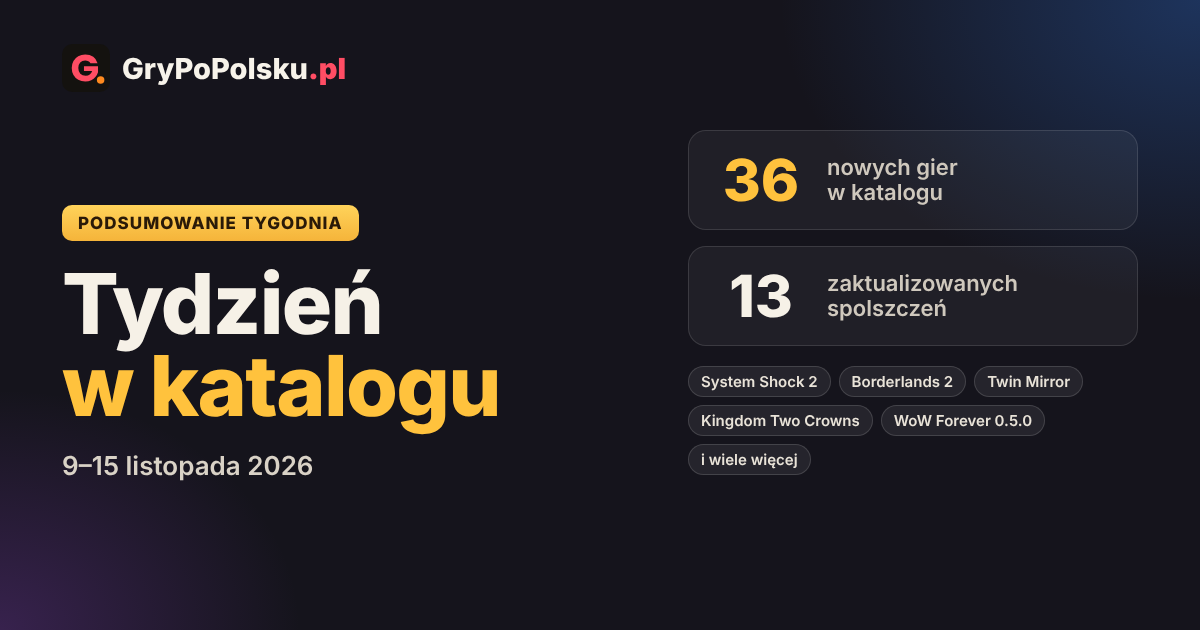 G.
GryPoPolsku.pl
PODSUMOWANIE TYGODNIA
Tydzień
w katalogu
9–15 listopada 2026
36
nowych gier
w katalogu
13
zaktualizowanych
spolszczeń
System Shock 2
Borderlands 2
Twin Mirror
Kingdom Two Crowns
WoW Forever 0.5.0
i wiele więcej